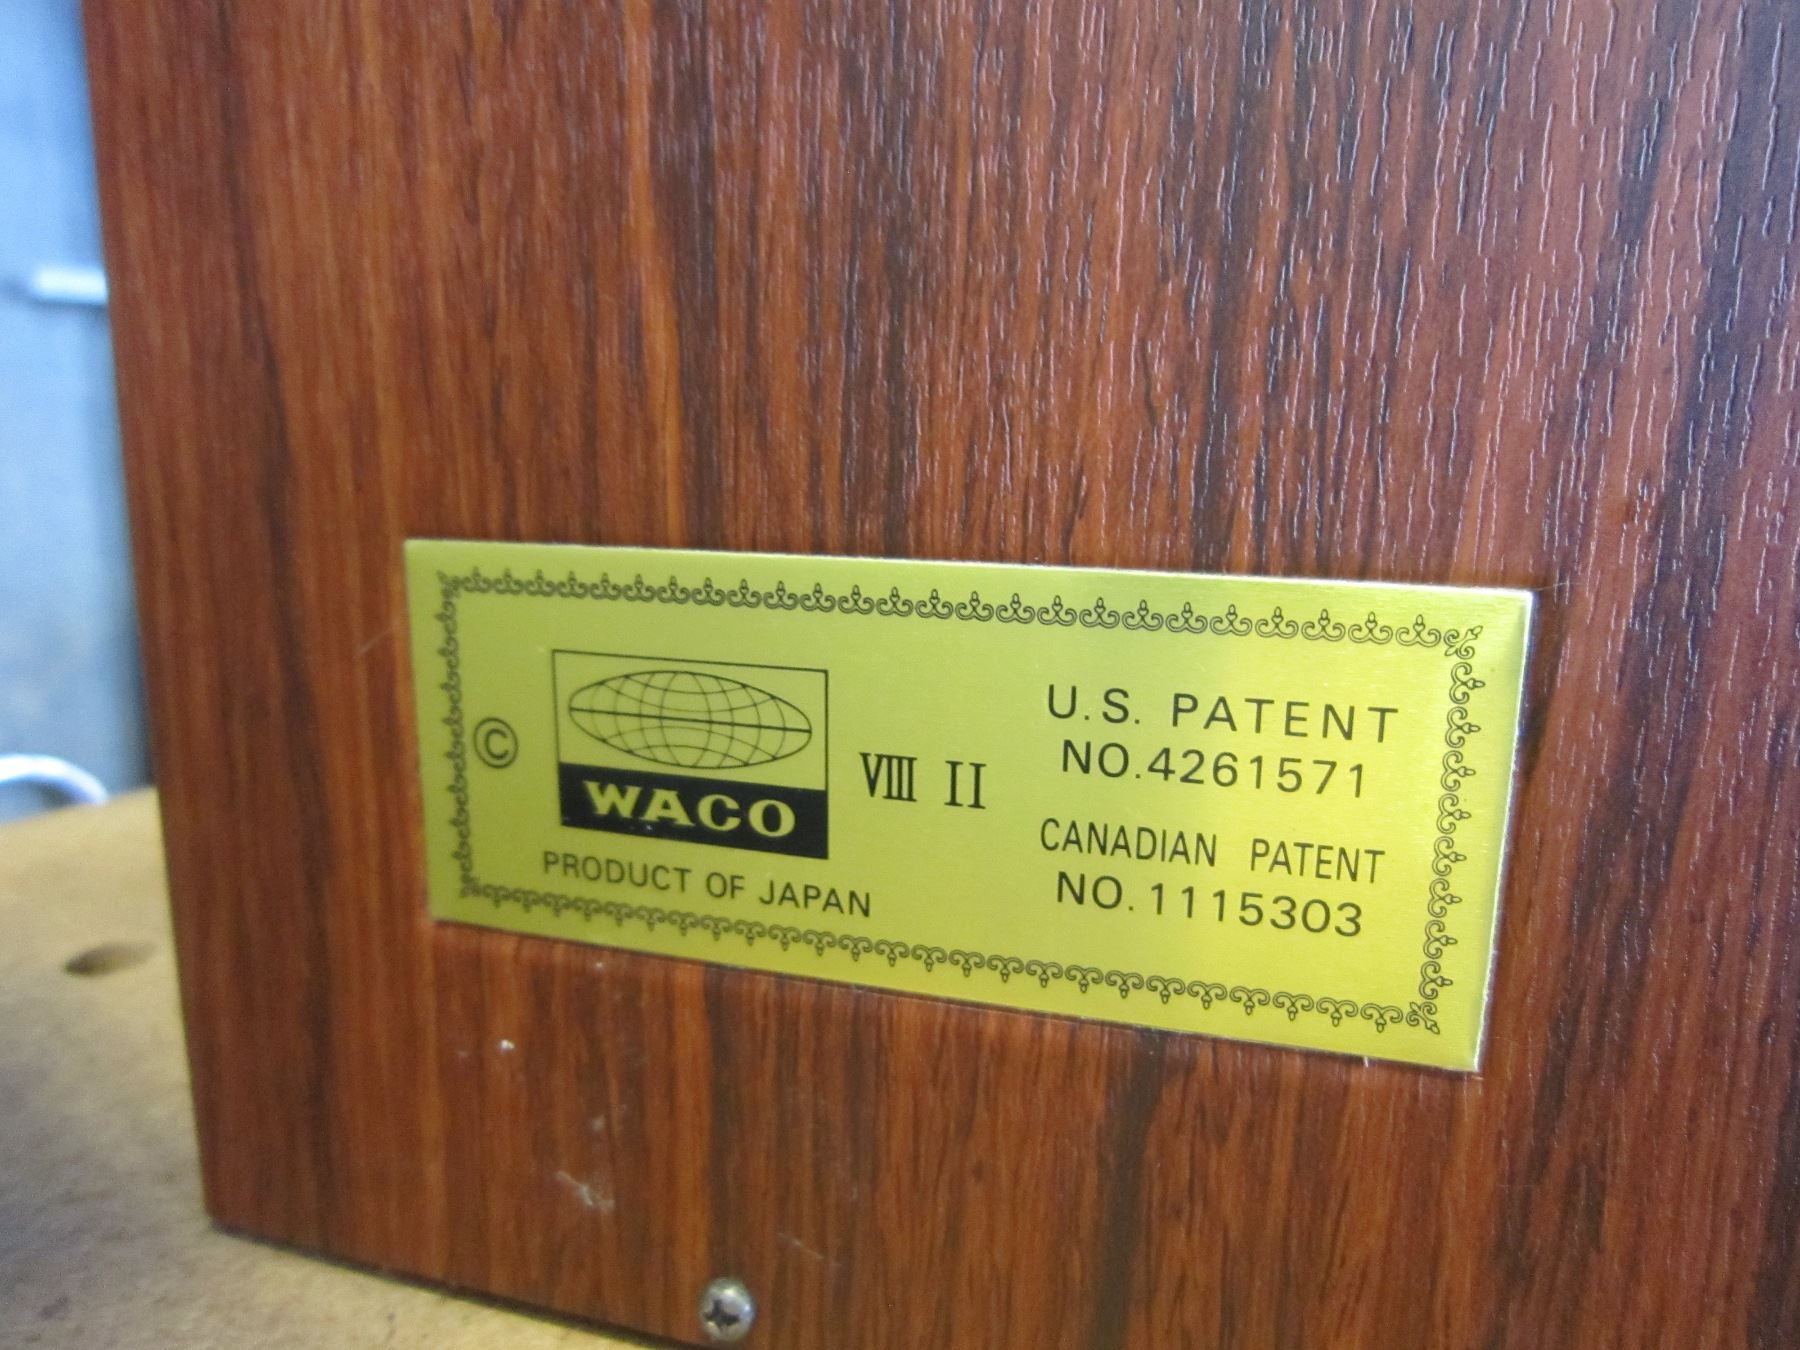 ©
WACO
PRODUCT OF JAPAN
VIII II
U.S. PATENT
NO.4261571
CANADIAN PATENT
NO.1115303